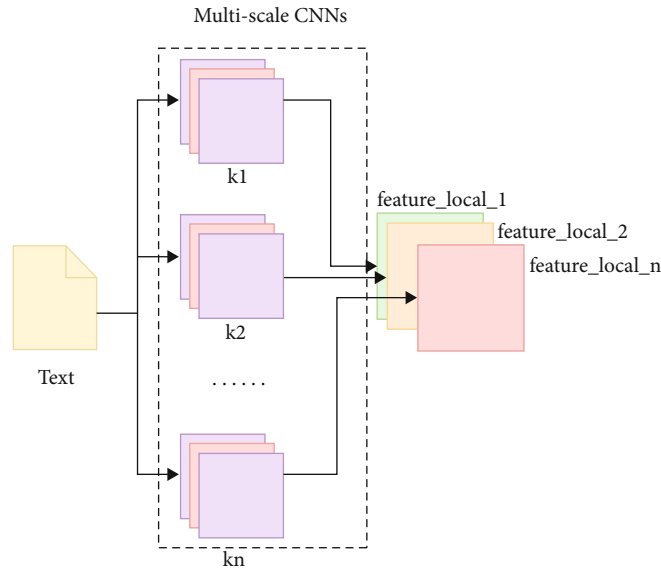 Multi-scale CNNs
k1
feature_local_1
feature_local_2
feature_local_n
k2
Text
......
kn